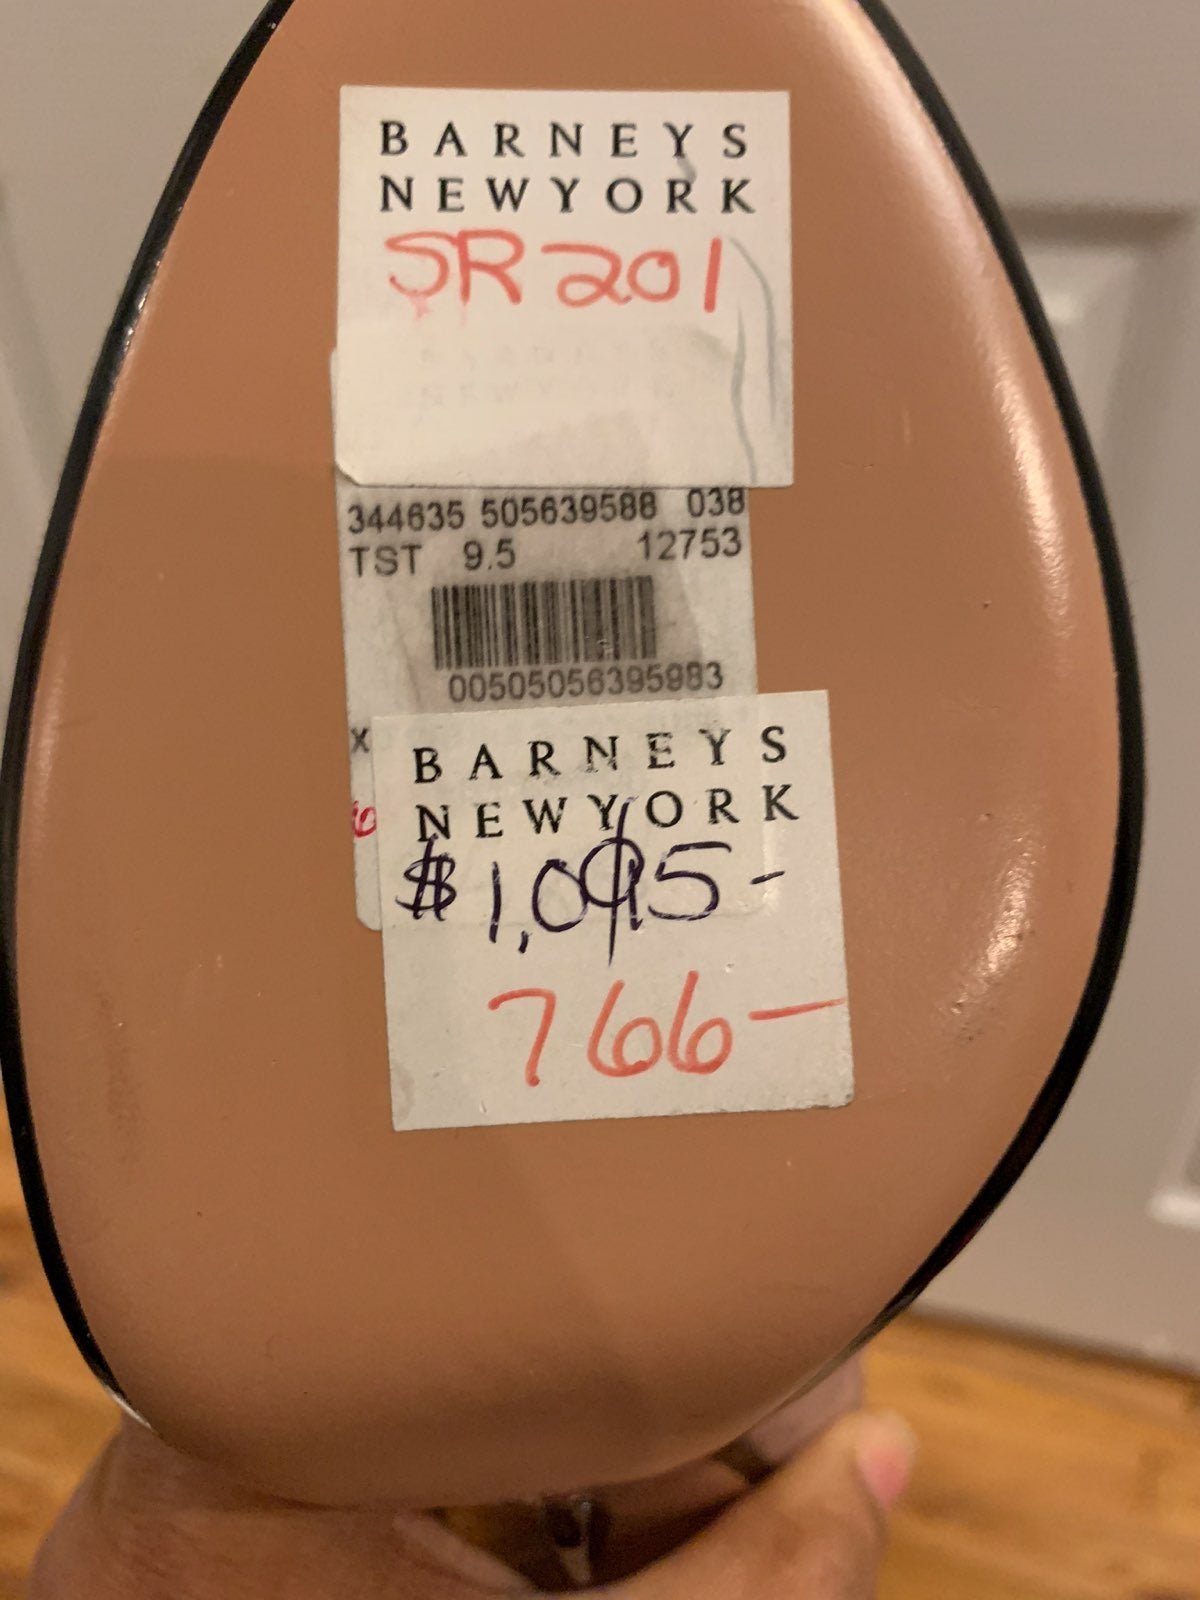 BARNEYS
NEWYORK
SR201
344635 505639588 038
TST 9.5 12753
00505056395983
X
BARNEYS
NEWYORK
$1,095-
766-